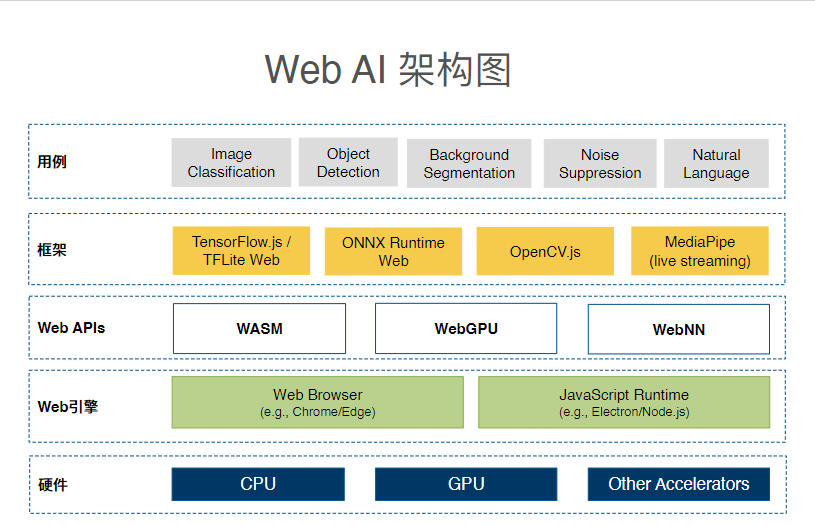 Web AI 架构图
用例
Image
Classification
Object
Detection
Background
Segmentation
Noise
Suppression
Natural
Language
框架
TensorFlow.js /
TFLite Web
ONNX Runtime
Web
OpenCV.js
MediaPipe
(live streaming)
Web APIs
WASM
WebGPU
WebNN
Web引擎
Web Browser
(e.g., Chrome/Edge)
JavaScript Runtime
(e.g., Electron/Node.js)
硬件
CPU
GPU
Other Accelerators